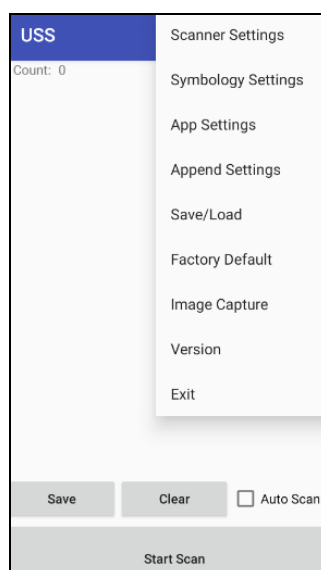 USS
Count: 0
Scanner Settings
Symbology Settings
App Settings
Append Settings
Save/Load
Factory Default
Image Capture
Version
Exit
Save Clear Auto Scan
Start Scan